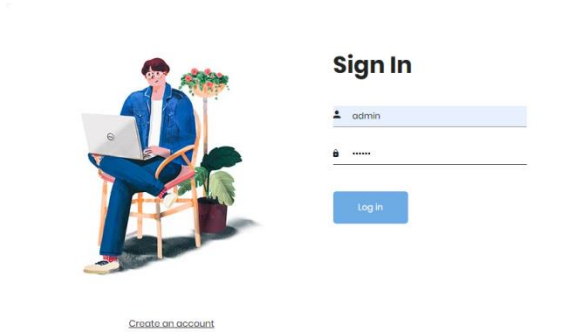 Sign In
admin
······
Log in
Create an account